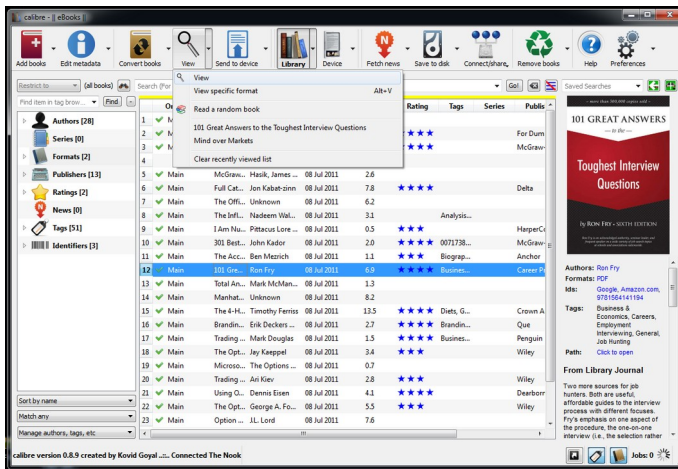 calibre - || eBooks ||
Add books Edit metadata Convert books View Send to device Library Device Fetch news Save to disk Connect/share Remove books Help Preferences
Restrict to (all books) Search (For Go! Saved Searches
View
View specific format Alt+V
Read a random book
101 Great Answers to the Toughest Interview Questions
Mind over Markets
Clear recently viewed list
Find item in tag brow... Find
Authors [28]
Series [0]
Formats [2]
Publishers [13]
Ratings [2]
News [0]
Tags [51]
Identifiers [3]
Sort by name
Match any
Manage authors, tags, etc
On Rating Tags Series Publis
1
2 For Dum
3 McGraw-
4
5 Main McGraw... Hasik, James ... 08 Jul 2011 2.6
6 Main Full Cat... Jon Kabat-zinn 08 Jul 2011 7.8 ★★★★ Delta
7 Main The Offi... Unknown 08 Jul 2011 6.2
8 Main The Infl... Nadeem Wal... 08 Jul 2011 3.1 Analysis...
9 Main I Am Nu... Pittacus Lore ... 08 Jul 2011 0.5 ★★★ HarperCo
10 Main 301 Best... John Kador 08 Jul 2011 2.0 ★★★★ 0071738... McGraw-
11 Main The Acc... Ben Mezrich 08 Jul 2011 1.1 ★★★ Biograp... Anchor
12 Main 101 Gre... Ron Fry 08 Jul 2011 6.9 ★★★★ Busines... Career Pr
13 Main Total An... Mark McMan... 08 Jul 2011 1.3
14 Main Manhat... Unknown 08 Jul 2011 8.2
15 Main The 4-H... Timothy Ferriss 08 Jul 2011 13.5 ★★★★ Diets, G... Crown A
16 Main Brandin... Erik Deckers ... 08 Jul 2011 2.7 ★★★★ Brandin... Que
17 Main Trading ... Mark Douglas 08 Jul 2011 1.5 ★★★★ Busines... Penguin
18 Main The Opt... Jay Kaeppel 08 Jul 2011 3.4 ★★★ Wiley
19 Main Microso... The Options ... 08 Jul 2011 0.7
20 Main Trading ... Ari Kiev 08 Jul 2011 2.8 ★★★ Wiley
21 Main Using O... Dennis Eisen 08 Jul 2011 4.1 ★★★★ Dearborn
22 Main The Opt... George A. Fo... 08 Jul 2011 5.5 ★★★ Wiley
23 Main Option ... J.L. Lord 08 Jul 2011 7.6
101 GREAT ANSWERS
to the
Toughest Interview
Questions
by RON FRY - SIXTH EDITION
Authors: Ron Fry
Formats: PDF
Ids: Google, Amazon.com,
9781564141194
Tags: Business &
Economics, Careers,
Employment
Interviewing, General,
Job Hunting
Path: Click to open
From Library Journal
Two more sources for job
hunters. Both are useful,
affordable guides to the interview
process with different focuses.
Fry's emphasis on one aspect of
the procedure, the one-on-one
interview (i.e., the selection rather
calibre version 0.8.9 created by Kovid Goyal ..::.. Connected The Nook
Jobs: 0